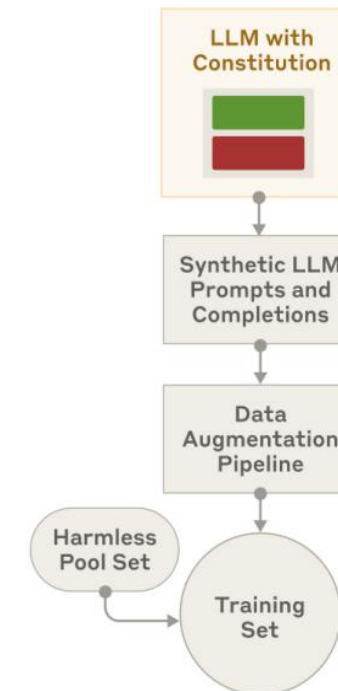 LLM with
Constitution
Synthetic LLM
Prompts and
Completions
Data
Augmentation
Pipeline
Harmless
Pool Set
Training
Set